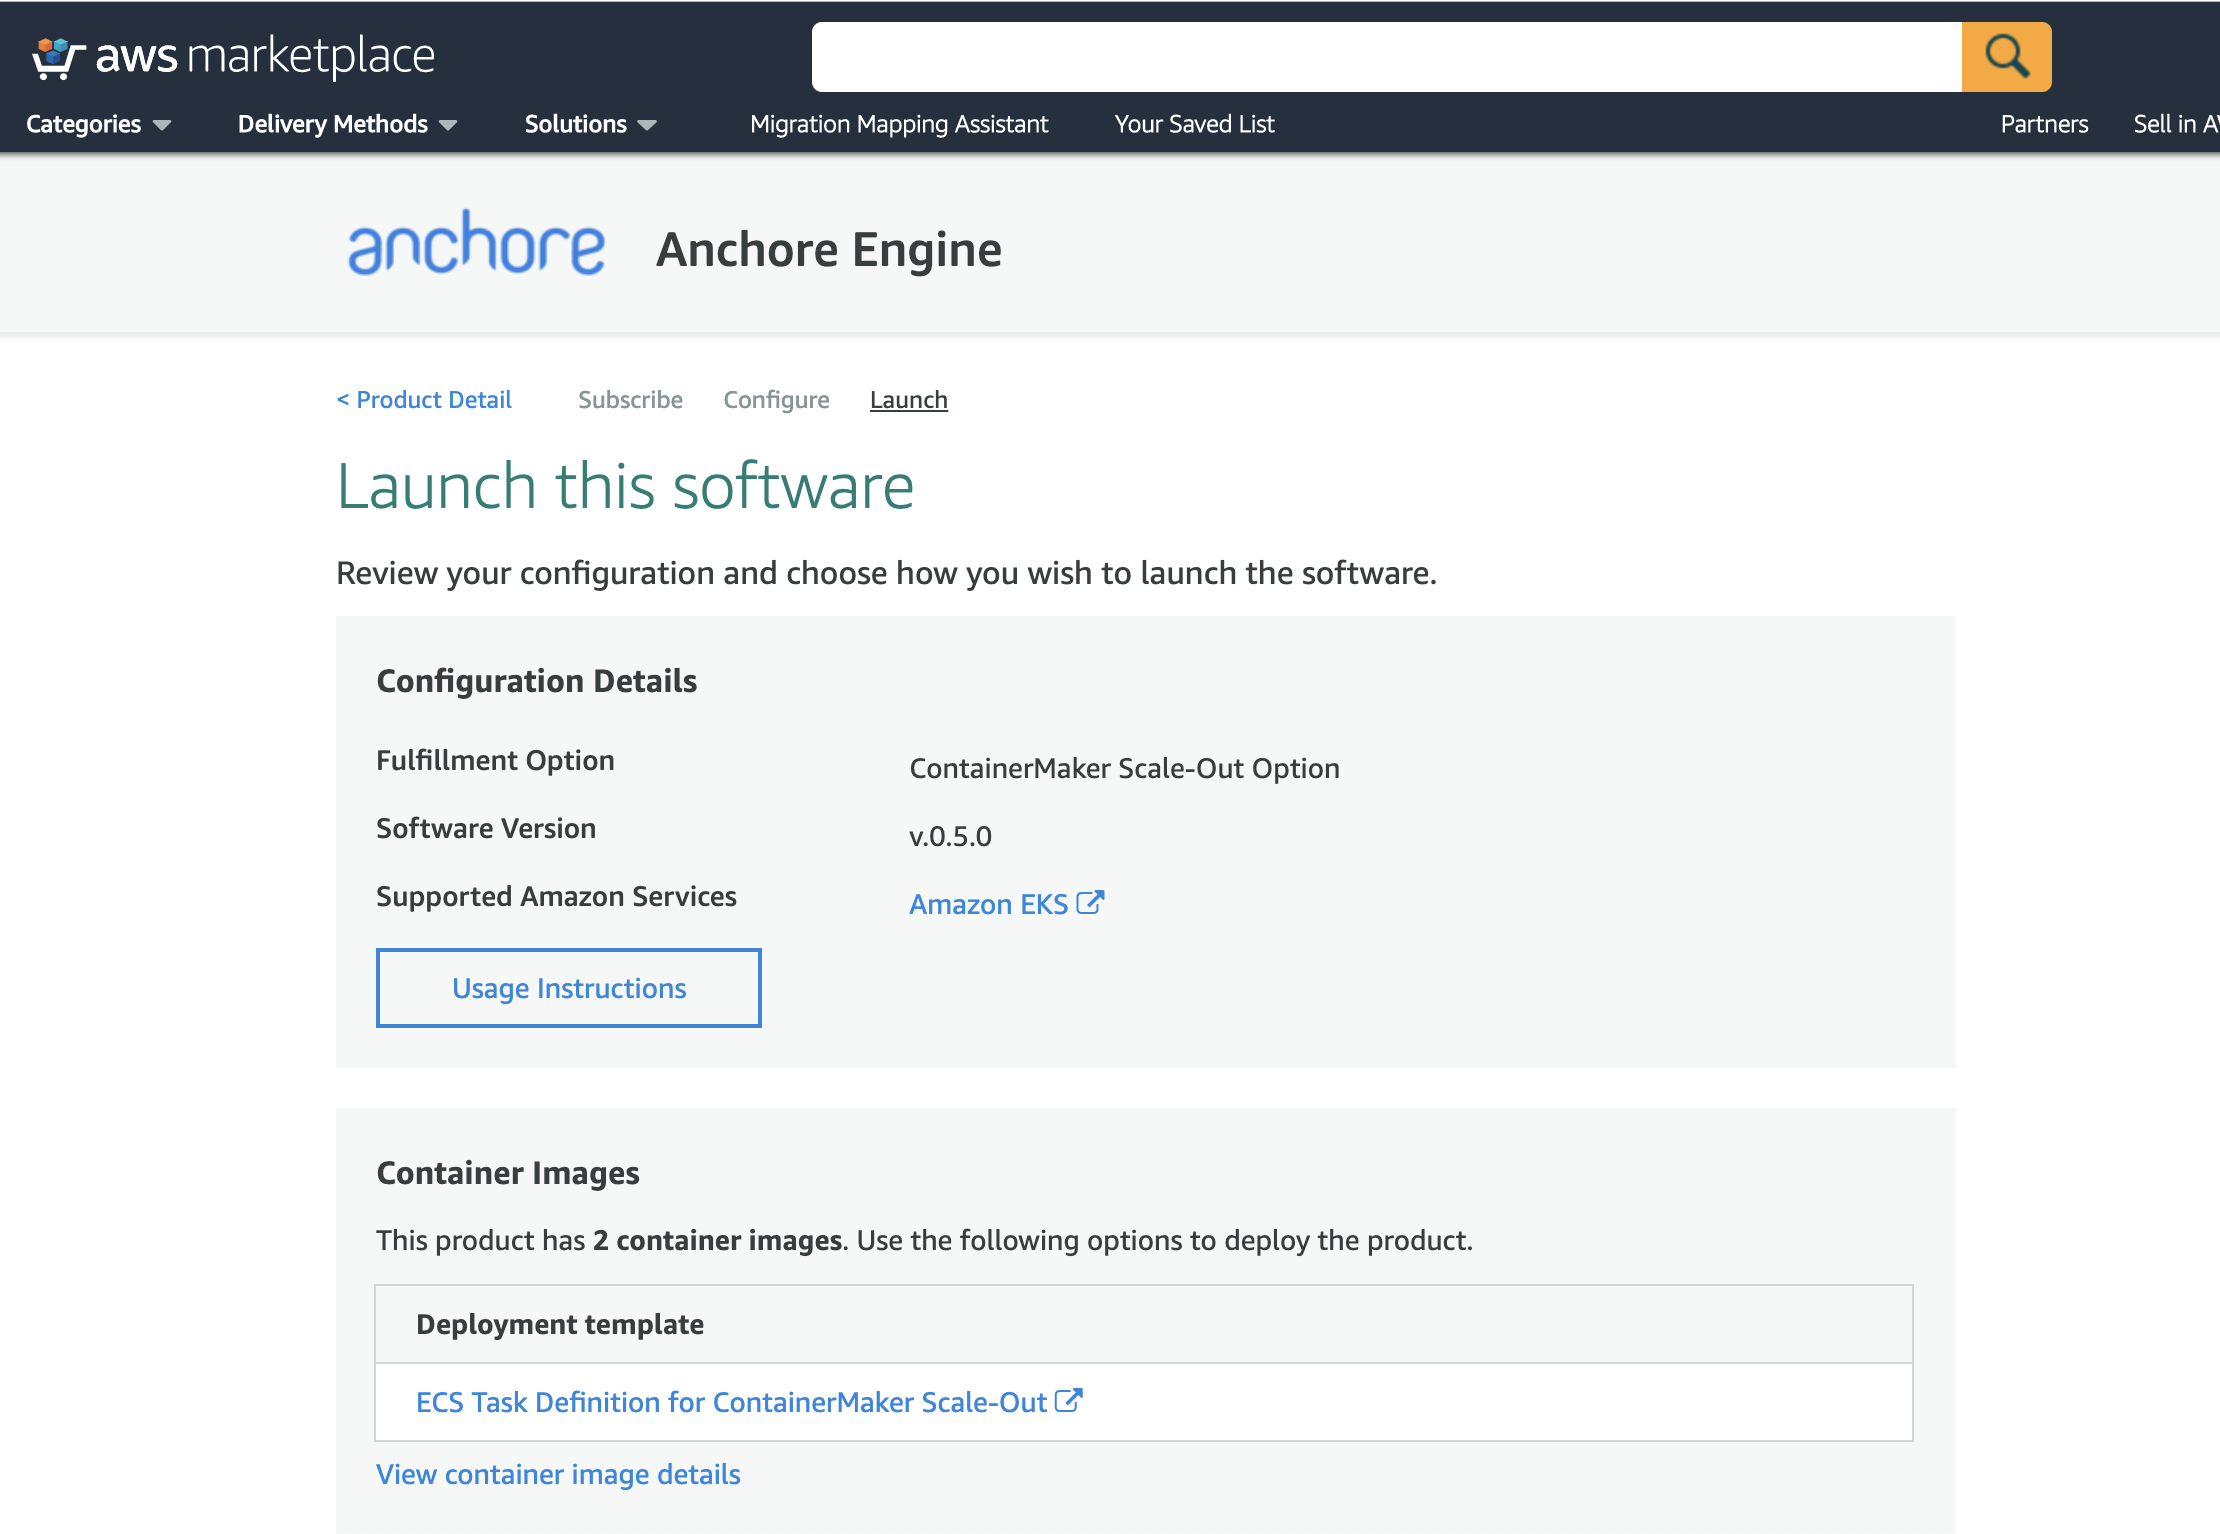 aws marketplace
Categories Delivery Methods Solutions Migration Mapping Assistant Your Saved List Partners Sell in
anchore Anchore Engine
< Product Detail Subscribe Configure Launch
Launch this software
Review your configuration and choose how you wish to launch the software.
Configuration Details
Fulfillment Option ContainerMaker Scale-Out Option
Software Version v.0.5.0
Supported Amazon Services Amazon EKS
Usage Instructions
Container Images
This product has 2 container images. Use the following options to deploy the product.
Deployment template
ECS Task Definition for ContainerMaker Scale-Out
View container image details